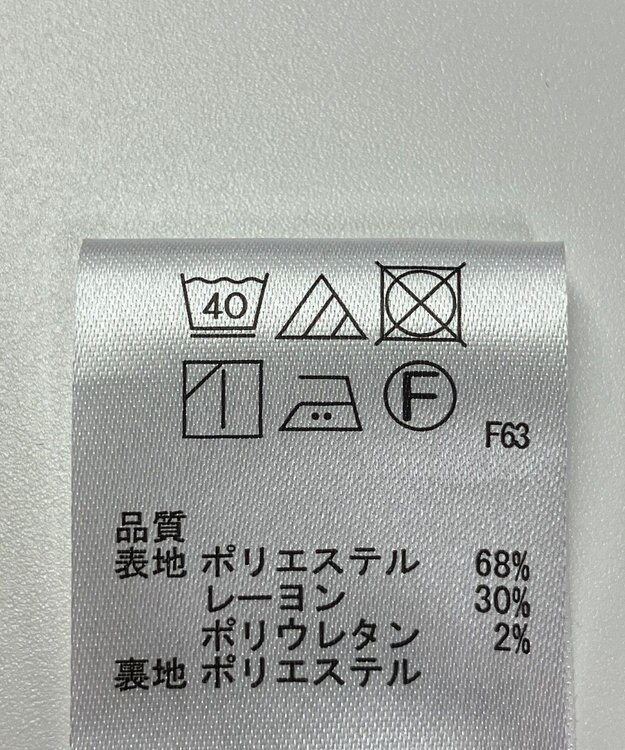 40
F
F63
品質
表地 ポリエステル 68%
レーヨン 30%
ポリウレタン 2%
裏地 ポリエステル